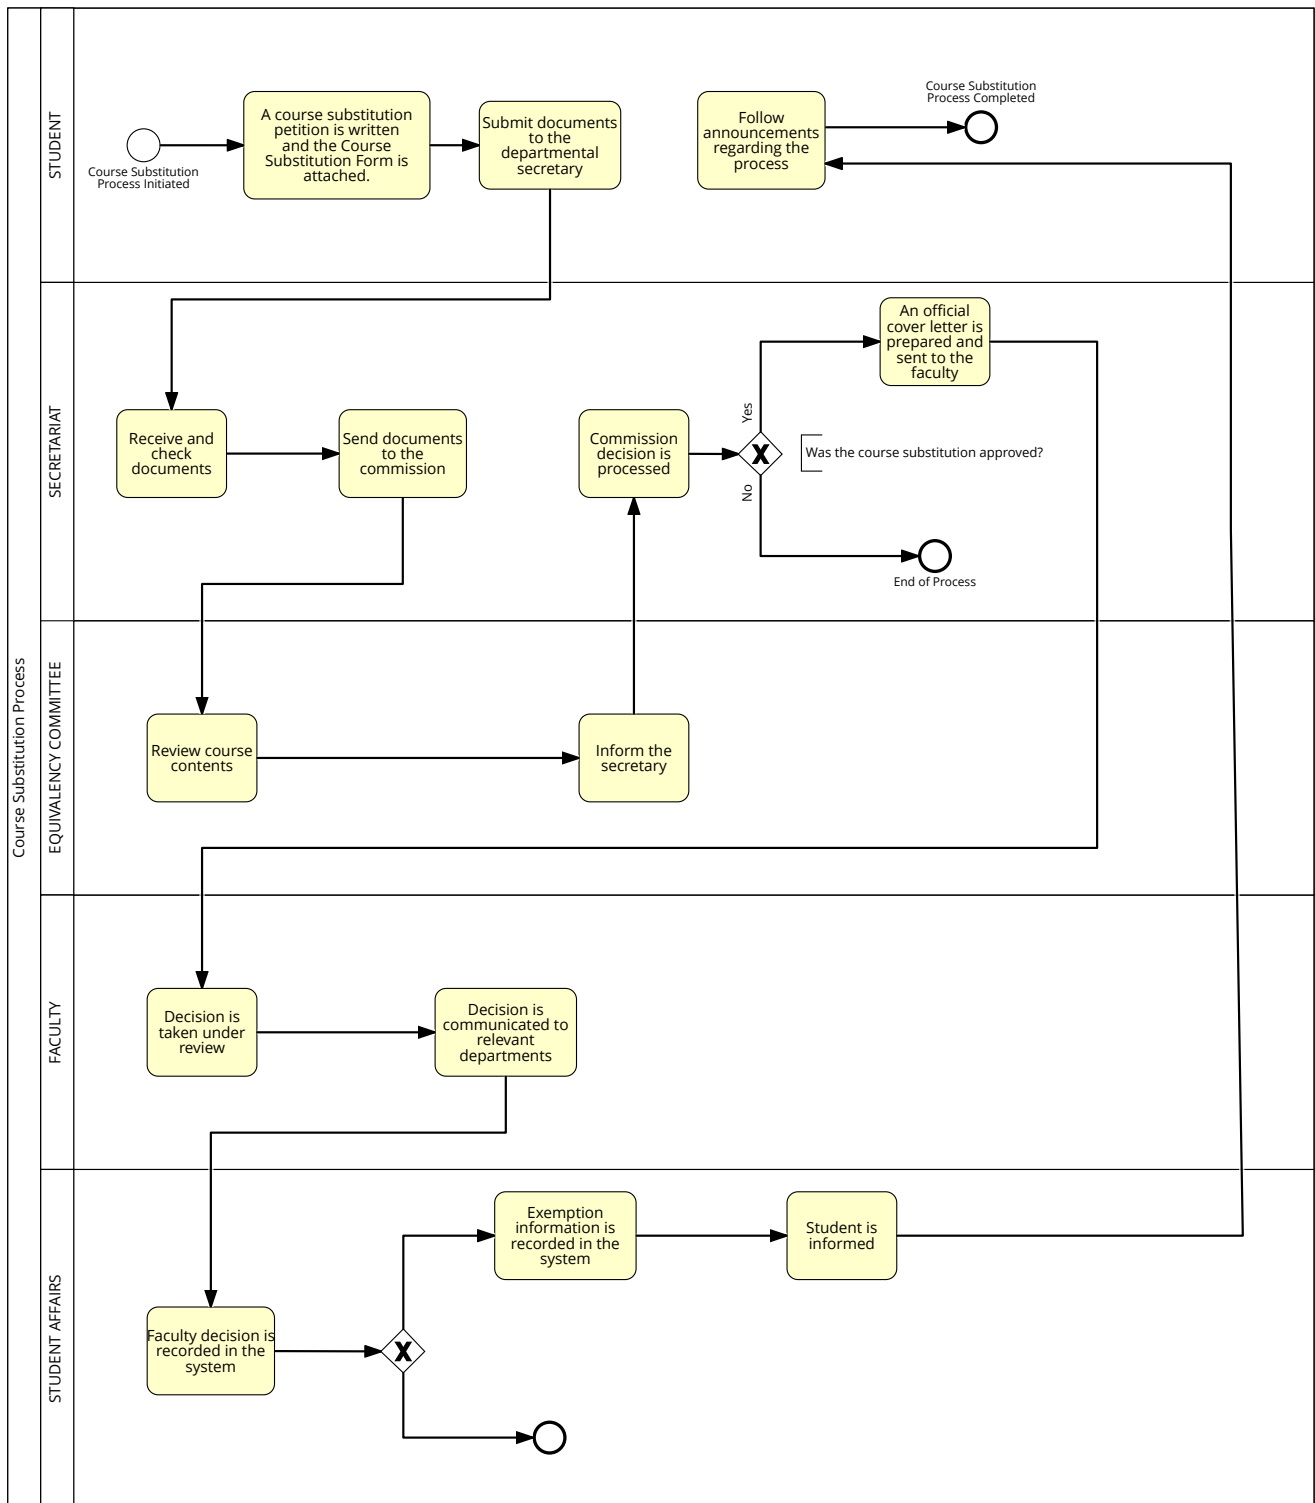 Course Substitution Process
STUDENT
Course Substitution
Process Initiated
A course substitution
petition is written
and the Course
Substitution Form is
attached.
Submit documents
to the
departmental
secretary
Follow
announcements
regarding the
process
Course Substitution
Process Completed
SECRETARIAT
Receive and
check
documents
Send documents
to the
commission
Commission
decision is
processed
Yes
No
Was the course substitution approved?
An official
cover letter is
prepared and
sent to the
faculty
End of Process
EQUIVALENCY COMMITTEE
Review course
contents
Inform the
secretary
FACULTY
Decision is
taken under
review
Decision is
communicated to
relevant
departments
STUDENT AFFAIRS
Faculty decision is
recorded in the
system
Exemption
information is
recorded in the
system
Student is
informed